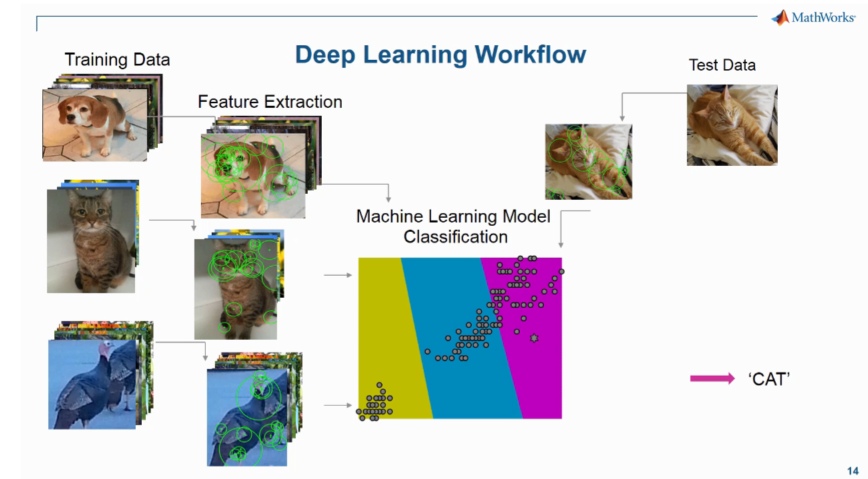 MathWorks
Deep Learning Workflow
Training Data
Test Data
Feature Extraction
Machine Learning Model
Classification
'CAT'
14